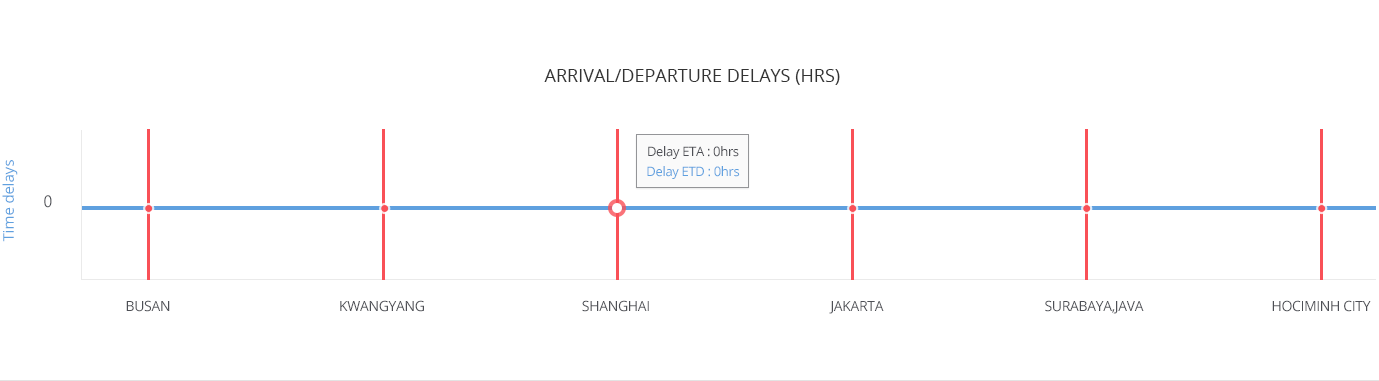 ARRIVAL/DEPARTURE DELAYS (HRS)
Delay ETA : 0hrs
Delay ETD : 0hrs
Time delays
0
BUSAN
KWANGYANG
SHANGHAI
JAKARTA
SURABAYA,JAVA
HOCIMINH CITY